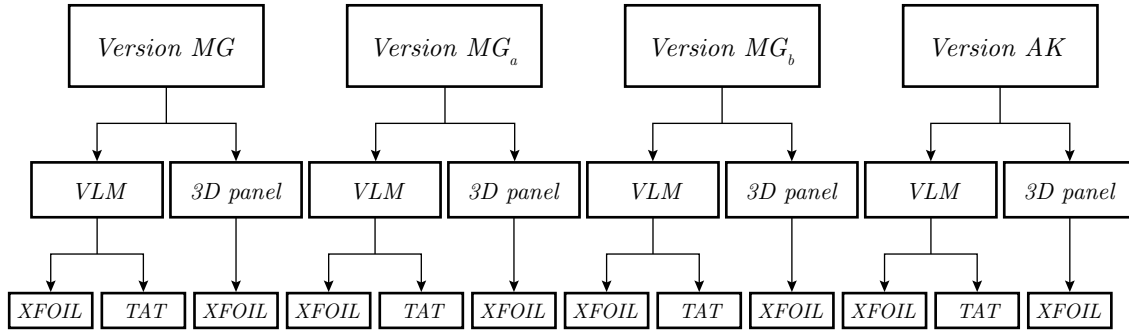 Version MG
Version MG_a
Version MG_b
Version AK
VLM
3D panel
VLM
3D panel
VLM
3D panel
VLM
3D panel
XFOIL
TAT
XFOIL
XFOIL
TAT
XFOIL
XFOIL
TAT
XFOIL
XFOIL
TAT
XFOIL